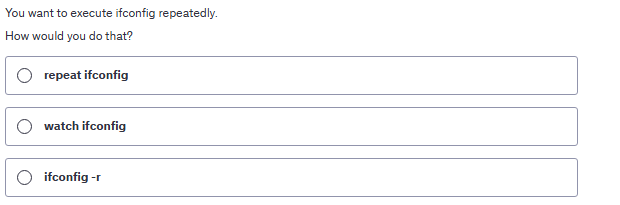 You want to execute ifconfig repeatedly.
How would you do that?
repeat ifconfig
watch ifconfig
ifconfig -r